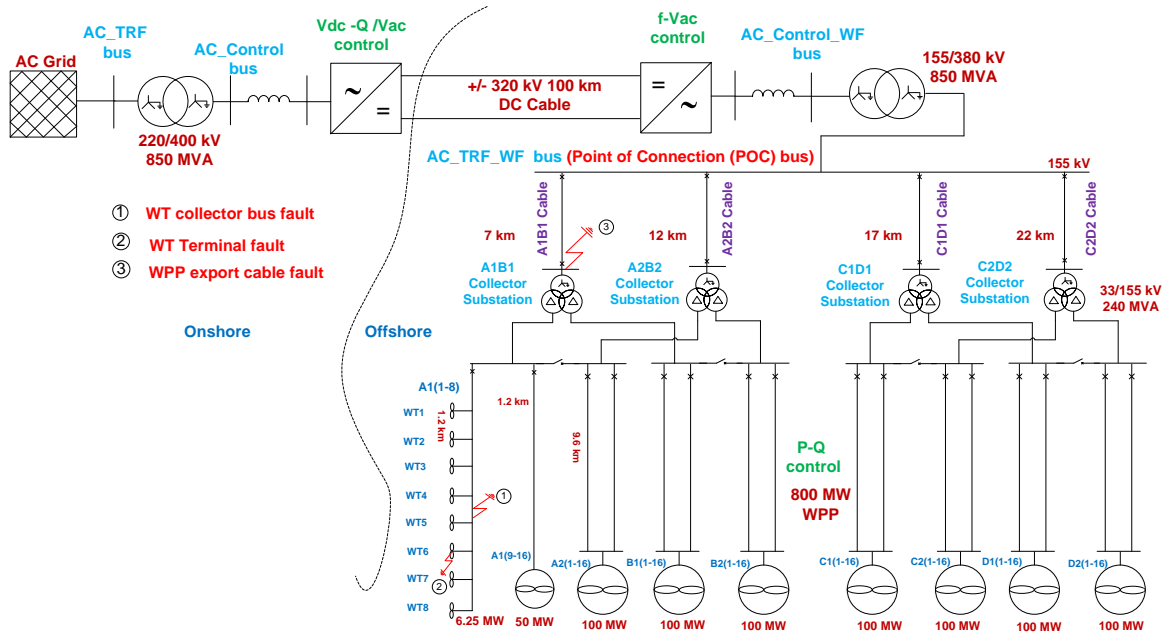 Vdc -Q /Vac
control
f-Vac
control
AC_TRF
bus
AC_Control
bus
AC_Control_WF
bus
155/380 kV
850 MVA
AC Grid
+/- 320 kV 100 km
DC Cable
220/400 kV
850 MVA
AC_TRF_WF bus (Point of Connection (POC) bus)
155 kV
1 WT collector bus fault
2 WT Terminal fault
3 WPP export cable fault
A1B1 Cable
A2B2 Cable
C1D1 Cable
C2D2 Cable
3
7 km
12 km
17 km
22 km
A1B1
Collector
Substation
A2B2
Collector
Substation
C1D1
Collector
Substation
C2D2
Collector
Substation
33/155 kV
240 MVA
Onshore
Offshore
A1(1-8)
1.2 km
1.2 km
9.6 km
WT1
WT2
WT3
WT4
WT5
WT6
WT7
WT8
1
2
P-Q
control
800 MW
WPP
A1(9-16)
A2(1-16)
B1(1-16)
B2(1-16)
C1(1-16)
C2(1-16)
D1(1-16)
D2(1-16)
6.25 MW
50 MW
100 MW
100 MW
100 MW
100 MW
100 MW
100 MW
100 MW